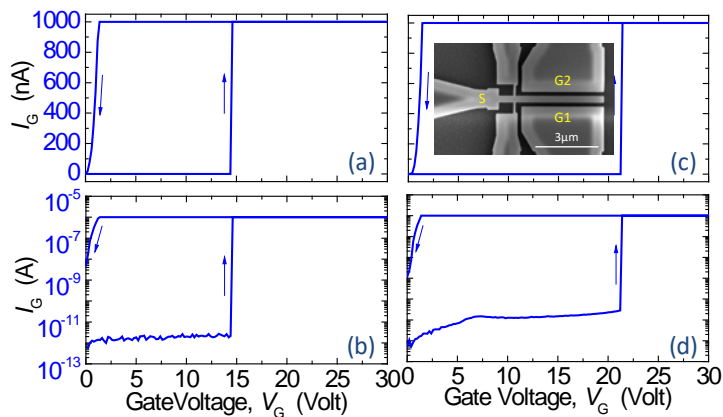 1000
800
600
400
200
0
I_G (nA)
(a)
(c)
G2
S
G1
3µm
10^-5
10^-7
10^-9
10^-11
10^-13
I_G (A)
(b)
(d)
0 5 10 15 20 25 30
0 5 10 15 20 25 30
GateVoltage, V_G (Volt)
Gate Voltage, V_G (Volt)